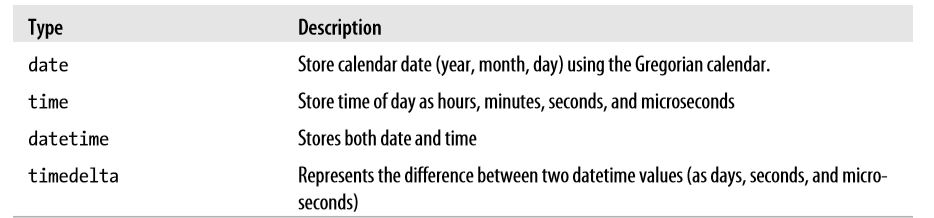 Type Description
date Store calendar date (year, month, day) using the Gregorian calendar.
time Store time of day as hours, minutes, seconds, and microseconds
datetime Stores both date and time
timedelta Represents the difference between two datetime values (as days, seconds, and micro-
seconds)